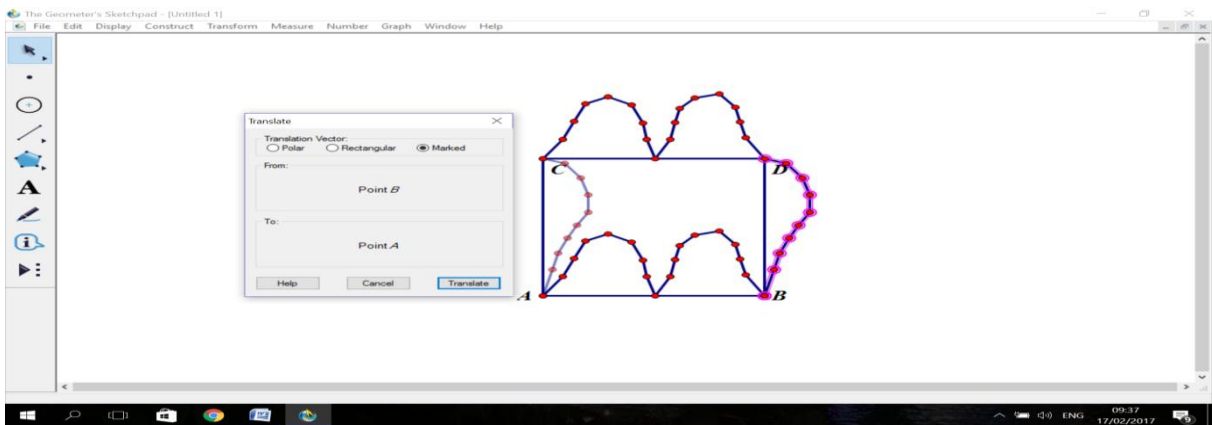 The Geometer's Sketchpad - [Untitled 1]
File Edit Display Construct Transform Measure Number Graph Window Help
Translate
Translation Vector:
Polar Rectangular Marked
From:
Point B
To:
Point A
Help Cancel Translate
C D
A B
A
ENG 09:37
17/02/2017
9